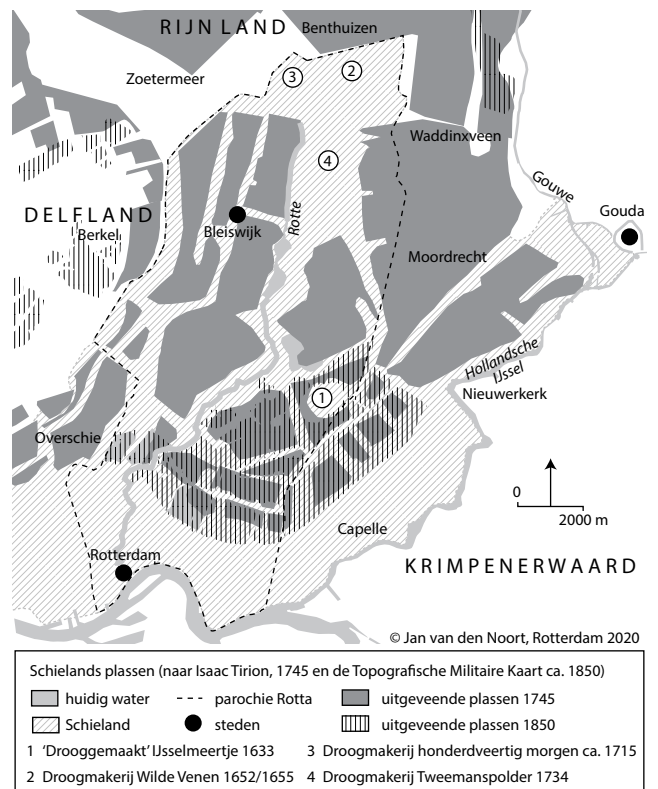 RIJNLAND
Benthuizen
Zoetermeer
3
2
Waddinxveen
4
Gouwe
DELFLAND
Berkel
Bleiswijk
Rotte
Gouda
Moordrecht
Hollandsche
IJssel
Nieuwerkerk
1
Overschie
0
2000 m
Capelle
Rotterdam
KRIMPENERWAARD
© Jan van den Noort, Rotterdam 2020
Schielands plassen (naar Isaac Tirion, 1745 en de Topografische Militaire Kaart ca. 1850)
huidig water
parochie Rotta
uitgeveende plassen 1745
Schieland
steden
uitgeveende plassen 1850
1 'Drooggemaakt' IJsselmeertje 1633
3 Droogmakerij honderdveertig morgen ca. 1715
2 Droogmakerij Wilde Venen 1652/1655
4 Droogmakerij Tweemanspolder 1734